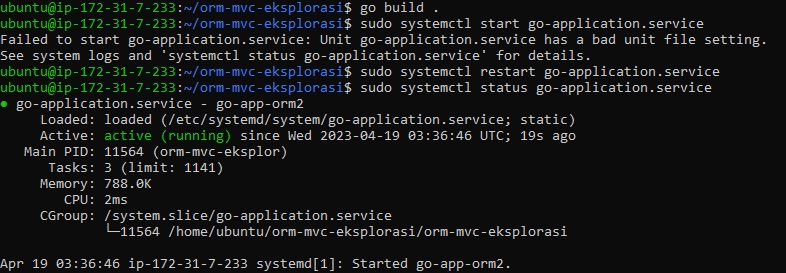 ubuntu@ip-172-31-7-233:~/orm-mvc-eksplorasi$ go build .
ubuntu@ip-172-31-7-233:~/orm-mvc-eksplorasi$ sudo systemctl start go-application.service
Failed to start go-application.service: Unit go-application.service has a bad unit file setting.
See system logs and 'systemctl status go-application.service' for details.
ubuntu@ip-172-31-7-233:~/orm-mvc-eksplorasi$ sudo systemctl restart go-application.service
ubuntu@ip-172-31-7-233:~/orm-mvc-eksplorasi$ sudo systemctl status go-application.service
● go-application.service - go-app-orm2
     Loaded: loaded (/etc/systemd/system/go-application.service; static)
     Active: active (running) since Wed 2023-04-19 03:36:46 UTC; 19s ago
   Main PID: 11564 (orm-mvc-eksplor)
      Tasks: 3 (limit: 1141)
     Memory: 788.0K
        CPU: 2ms
     CGroup: /system.slice/go-application.service
             └─11564 /home/ubuntu/orm-mvc-eksplorasi/orm-mvc-eksplorasi
Apr 19 03:36:46 ip-172-31-7-233 systemd[1]: Started go-app-orm2.